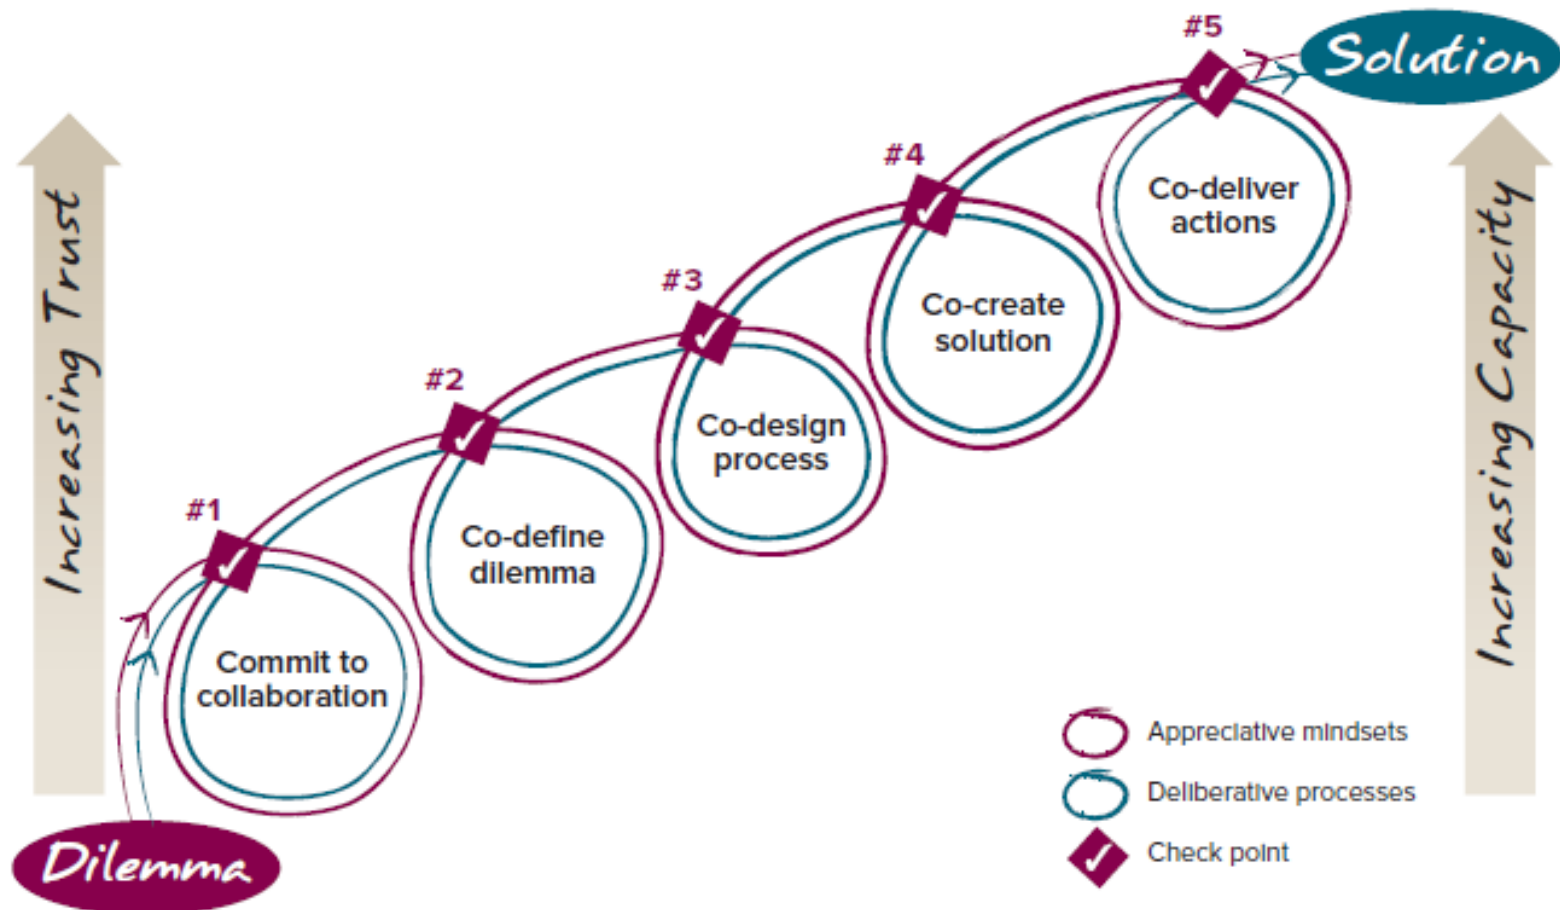 #5
Solution
#4
Co-deliver
actions
#3
Co-create
solution
#2
Co-design
process
#1
Co-define
dilemma
Commit to
collaboration
Increasing Trust
Increasing Capacity
Appreciative mindsets
Deliberative processes
Check point
Dilemma